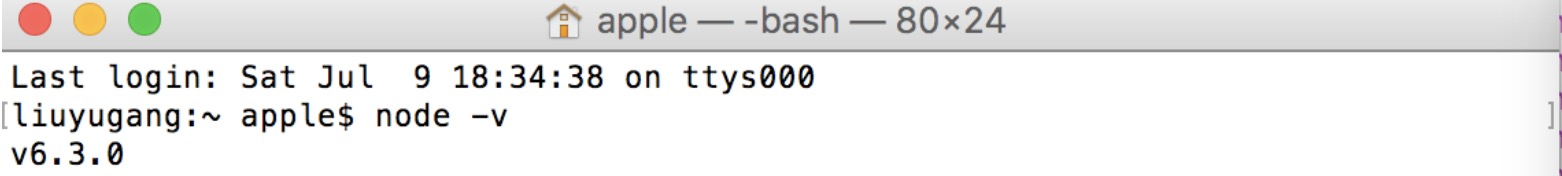 apple — -bash — 80×24
Last login: Sat Jul  9 18:34:38 on ttys000
[liuyugang:~ apple$ node -v ]
v6.3.0